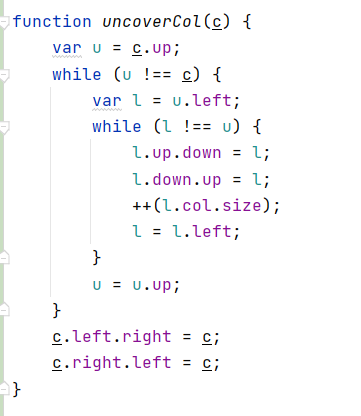 function uncoverCol(c) {
    var u = c.up;
    while (u !== c) {
        var l = u.left;
        while (l !== u) {
            l.up.down = l;
            l.down.up = l;
            ++(l.col.size);
            l = l.left;
        }
        u = u.up;
    }
    c.left.right = c;
    c.right.left = c;
}